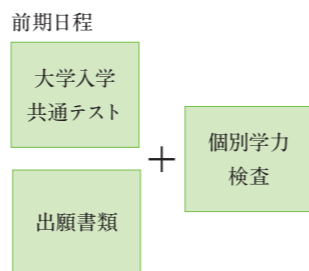 前期日程
大学入学
共通テスト
+
個別学力
検査
出願書類